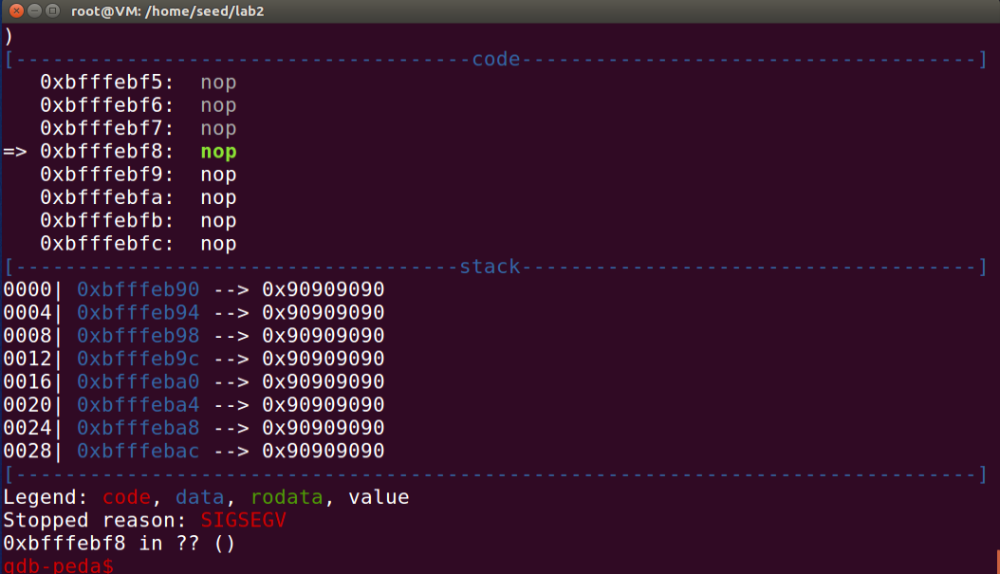 root@VM: /home/seed/lab2
)
[-------------------------------------code-------------------------------------]
   0xbfffebf5:  nop
   0xbfffebf6:  nop
   0xbfffebf7:  nop
=> 0xbfffebf8:  nop
   0xbfffebf9:  nop
   0xbfffebfa:  nop
   0xbfffebfb:  nop
   0xbfffebfc:  nop
[------------------------------------stack-------------------------------------]
0000| 0xbfffeb90 --> 0x90909090
0004| 0xbfffeb94 --> 0x90909090
0008| 0xbfffeb98 --> 0x90909090
0012| 0xbfffeb9c --> 0x90909090
0016| 0xbfffeba0 --> 0x90909090
0020| 0xbfffeba4 --> 0x90909090
0024| 0xbfffeba8 --> 0x90909090
0028| 0xbfffebac --> 0x90909090
[------------------------------------------------------------------------------]
Legend: code, data, rodata, value
Stopped reason: SIGSEGV
0xbfffebf8 in ?? ()
gdb-peda$